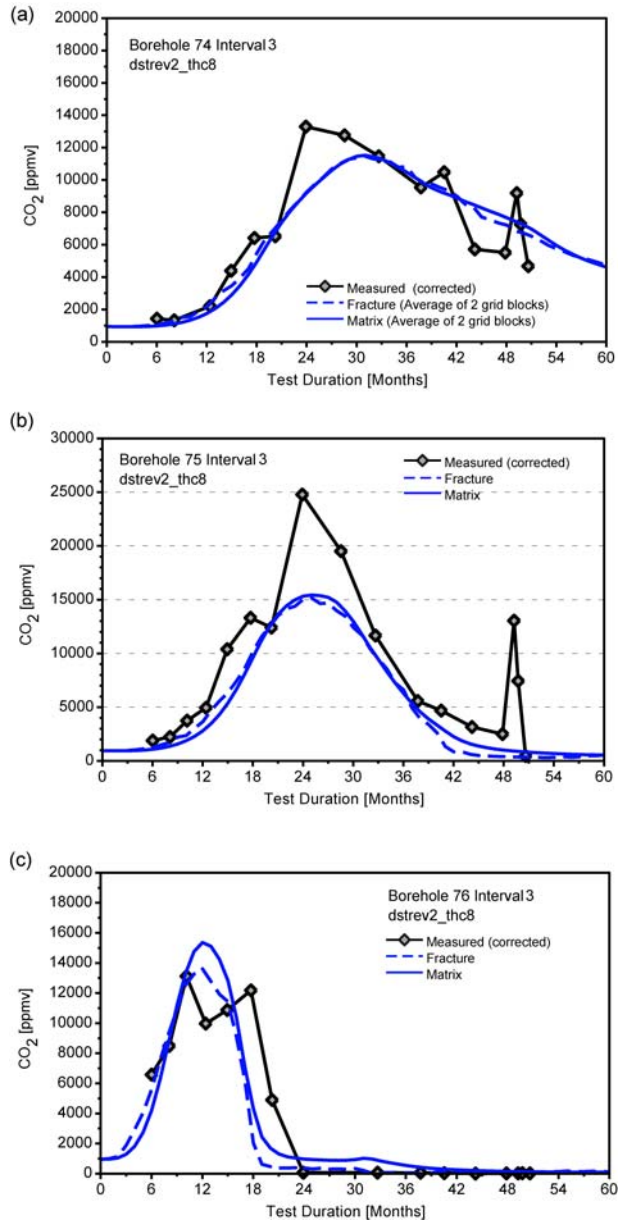 (a)
20000
18000
16000
14000
12000
10000
8000
6000
4000
2000
0
CO2 [ppmv]
Borehole 74 Interval 3
dstrev2_thc8
Measured (corrected)
Fracture (Average of 2 grid blocks)
Matrix (Average of 2 grid blocks)
0 6 12 18 24 30 36 42 48 54 60
Test Duration [Months]
(b)
30000
25000
20000
15000
10000
5000
0
CO2 [ppmv]
Borehole 75 Interval 3
dstrev2_thc8
Measured (corrected)
Fracture
Matrix
0 6 12 18 24 30 36 42 48 54 60
Test Duration [Months]
(c)
20000
18000
16000
14000
12000
10000
8000
6000
4000
2000
0
CO2 [ppmv]
Borehole 76 Interval 3
dstrev2_thc8
Measured (corrected)
Fracture
Matrix
0 6 12 18 24 30 36 42 48 54 60
Test Duration [Months]